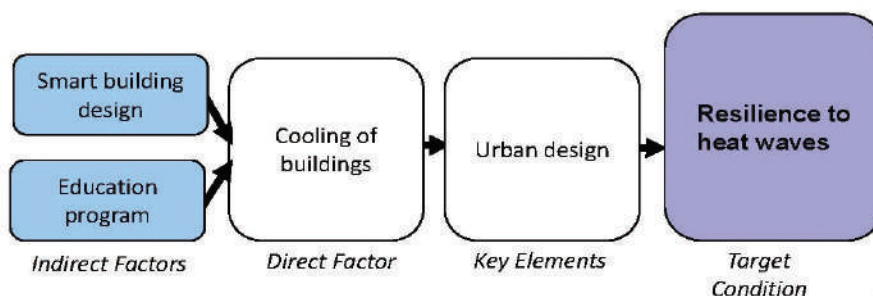 Smart building
design
Education
program
Cooling of
buildings
Urban design
Resilience to
heat waves
Indirect Factors
Direct Factor
Key Elements
Target
Condition